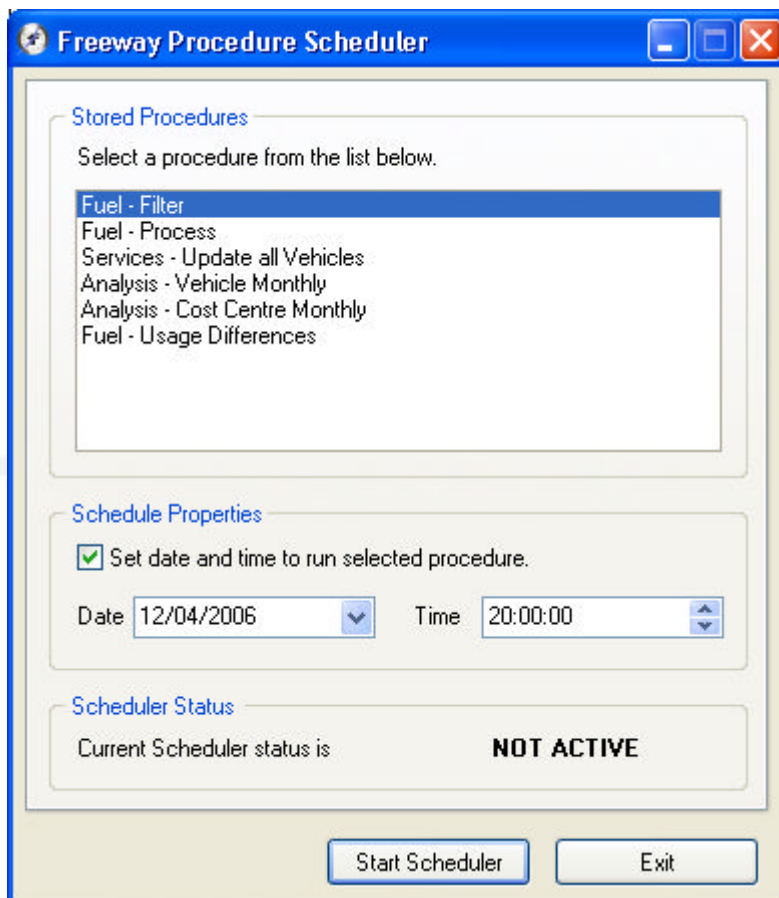 Freeway Procedure Scheduler
Stored Procedures
Select a procedure from the list below.
Fuel - Filter
Fuel - Process
Services - Update all Vehicles
Analysis - Vehicle Monthly
Analysis - Cost Centre Monthly
Fuel - Usage Differences
Schedule Properties
Set date and time to run selected procedure.
Date 12/04/2006 Time 20:00:00
Scheduler Status
Current Scheduler status is NOT ACTIVE
Start Scheduler Exit